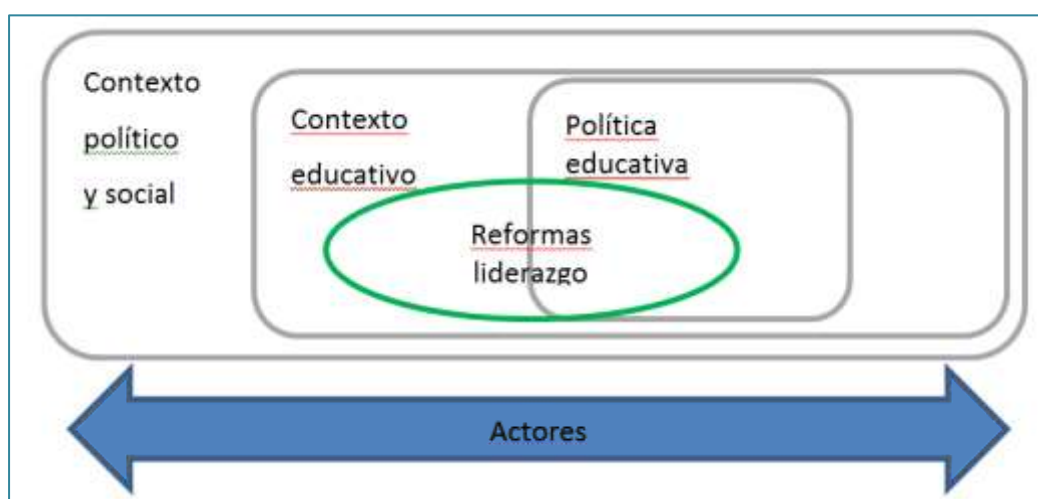 Contexto
político
y social
Contexto
educativo
Política
educativa
Reformas
liderazgo
Actores